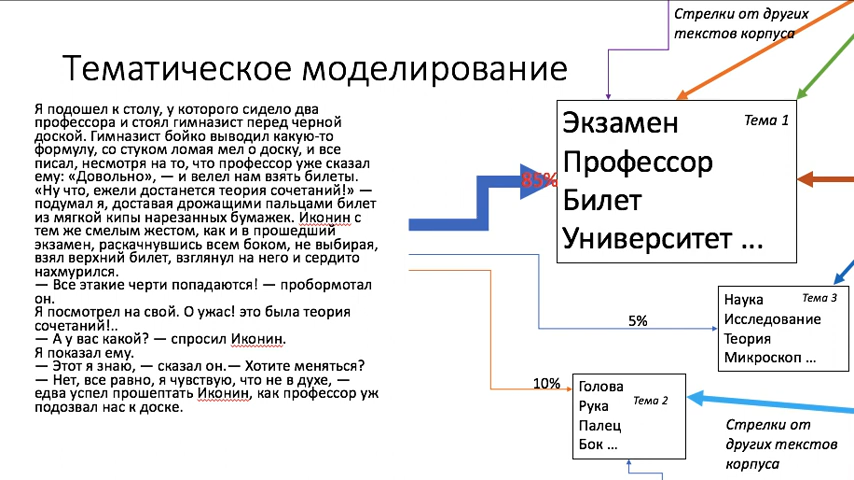 Стрелки от других
текстов корпуса
Тематическое моделирование
Я подошел к столу, у которого сидело два
профессора и стоял гимназист перед черной
доской. Гимназист бойко выводил какую-то
формулу, со стуком ломая мел о доску, и все
писал, несмотря на то, что профессор уже сказал
ему: «Довольно», — и велел нам взять билеты.
«Ну что, ежели достанется теория сочетаний!» —
подумал я, доставая дрожащими пальцами билет
из мягкой кипы нарезанных бумажек. Иконин с
тем же смелым жестом, как и в прошедший
экзамен, раскачнувшись всем боком, не выбирая,
взял верхний билет, взглянул на него и сердито
нахмурился.
— Все этакие черти попадаются! — пробормотал
он.
Я посмотрел на свой. О ужас! это была теория
сочетаний!..
— А у вас какой? — спросил Иконин.
Я показал ему.
— Этот я знаю, — сказал он.— Хотите меняться?
— Нет, все равно, я чувствую, что не в духе, —
едва успел прошептать Иконин, как профессор уж
подозвал нас к доске.
85%
Экзамен
Тема 1
Профессор
Билет
Университет ...
5%
Наука
Тема 3
Исследование
Теория
Микроскоп ...
10%
Голова
Рука
Тема 2
Палец
Бок ...
Стрелки от
других текстов
корпуса